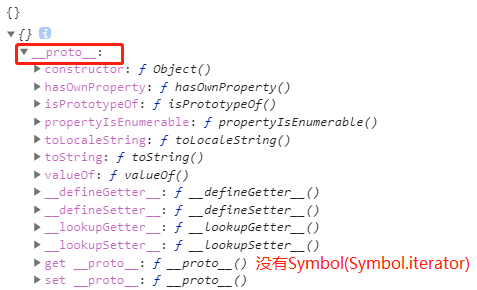 {}
▼{} i
▼__proto__:
▶constructor: ƒ Object()
▶hasOwnProperty: ƒ hasOwnProperty()
▶isPrototypeOf: ƒ isPrototypeOf()
▶propertyIsEnumerable: ƒ propertyIsEnumerable()
▶toLocaleString: ƒ toLocaleString()
▶toString: ƒ toString()
▶valueOf: ƒ valueOf()
▶__defineGetter__: ƒ __defineGetter__()
▶__defineSetter__: ƒ __defineSetter__()
▶__lookupGetter__: ƒ __lookupGetter__()
▶__lookupSetter__: ƒ __lookupSetter__()
▶get __proto__: ƒ __proto__() 没有Symbol(Symbol.iterator)
▶set __proto__: ƒ __proto__()